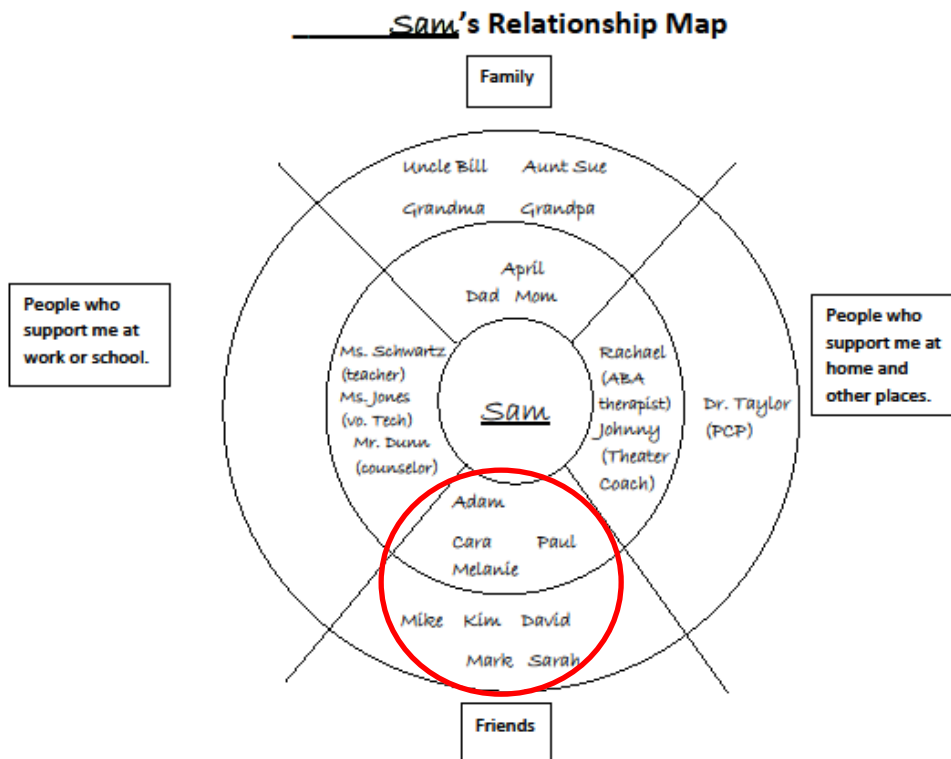 Sam's Relationship Map
Family
Uncle Bill Aunt Sue
Grandma Grandpa
April
Dad Mom
People who
support me at
work or school.
Ms. Schwartz
(teacher)
Ms. Jones
(Vo. Tech)
Mr. Dunn
(counselor)
Sam
Rachael
(ABA
therapist)
Johnny
(Theater
Coach)
Dr. Taylor
(PCP)
People who
support me at
home and
other places.
Adam
Cara Paul
Melanie
Mike Kim David
Mark Sarah
Friends